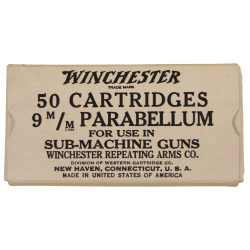 WINCHESTER
TRADE MARK
50 CARTRIDGES
9 M/M PARABELLUM
FOR USE IN
SUB-MACHINE GUNS
WINCHESTER REPEATING ARMS CO.
DIVISION OF WESTERN CARTRIDGE CO.
NEW HAVEN, CONNECTICUT, U. S. A.
MADE IN UNITED STATES OF AMERICA